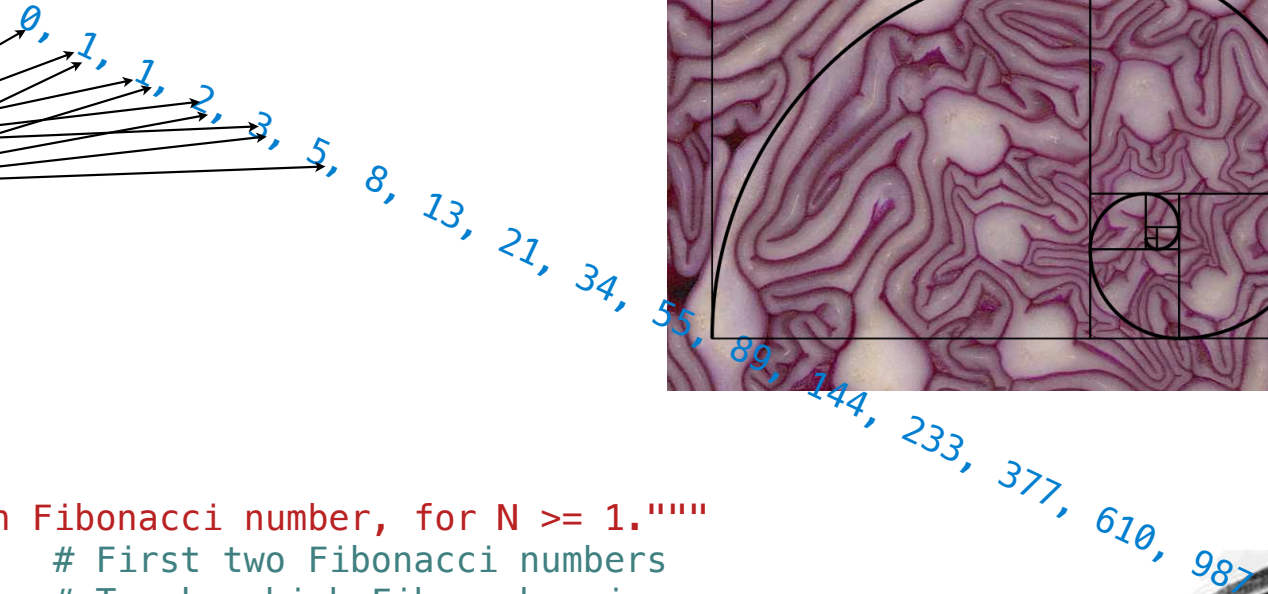 0, 1, 1, 2, 3, 5, 8, 13, 21, 34, 55, 89, 144, 233, 377, 610, 987
Fibonacci number, for N >= 1."""
# First two Fibonacci numbers